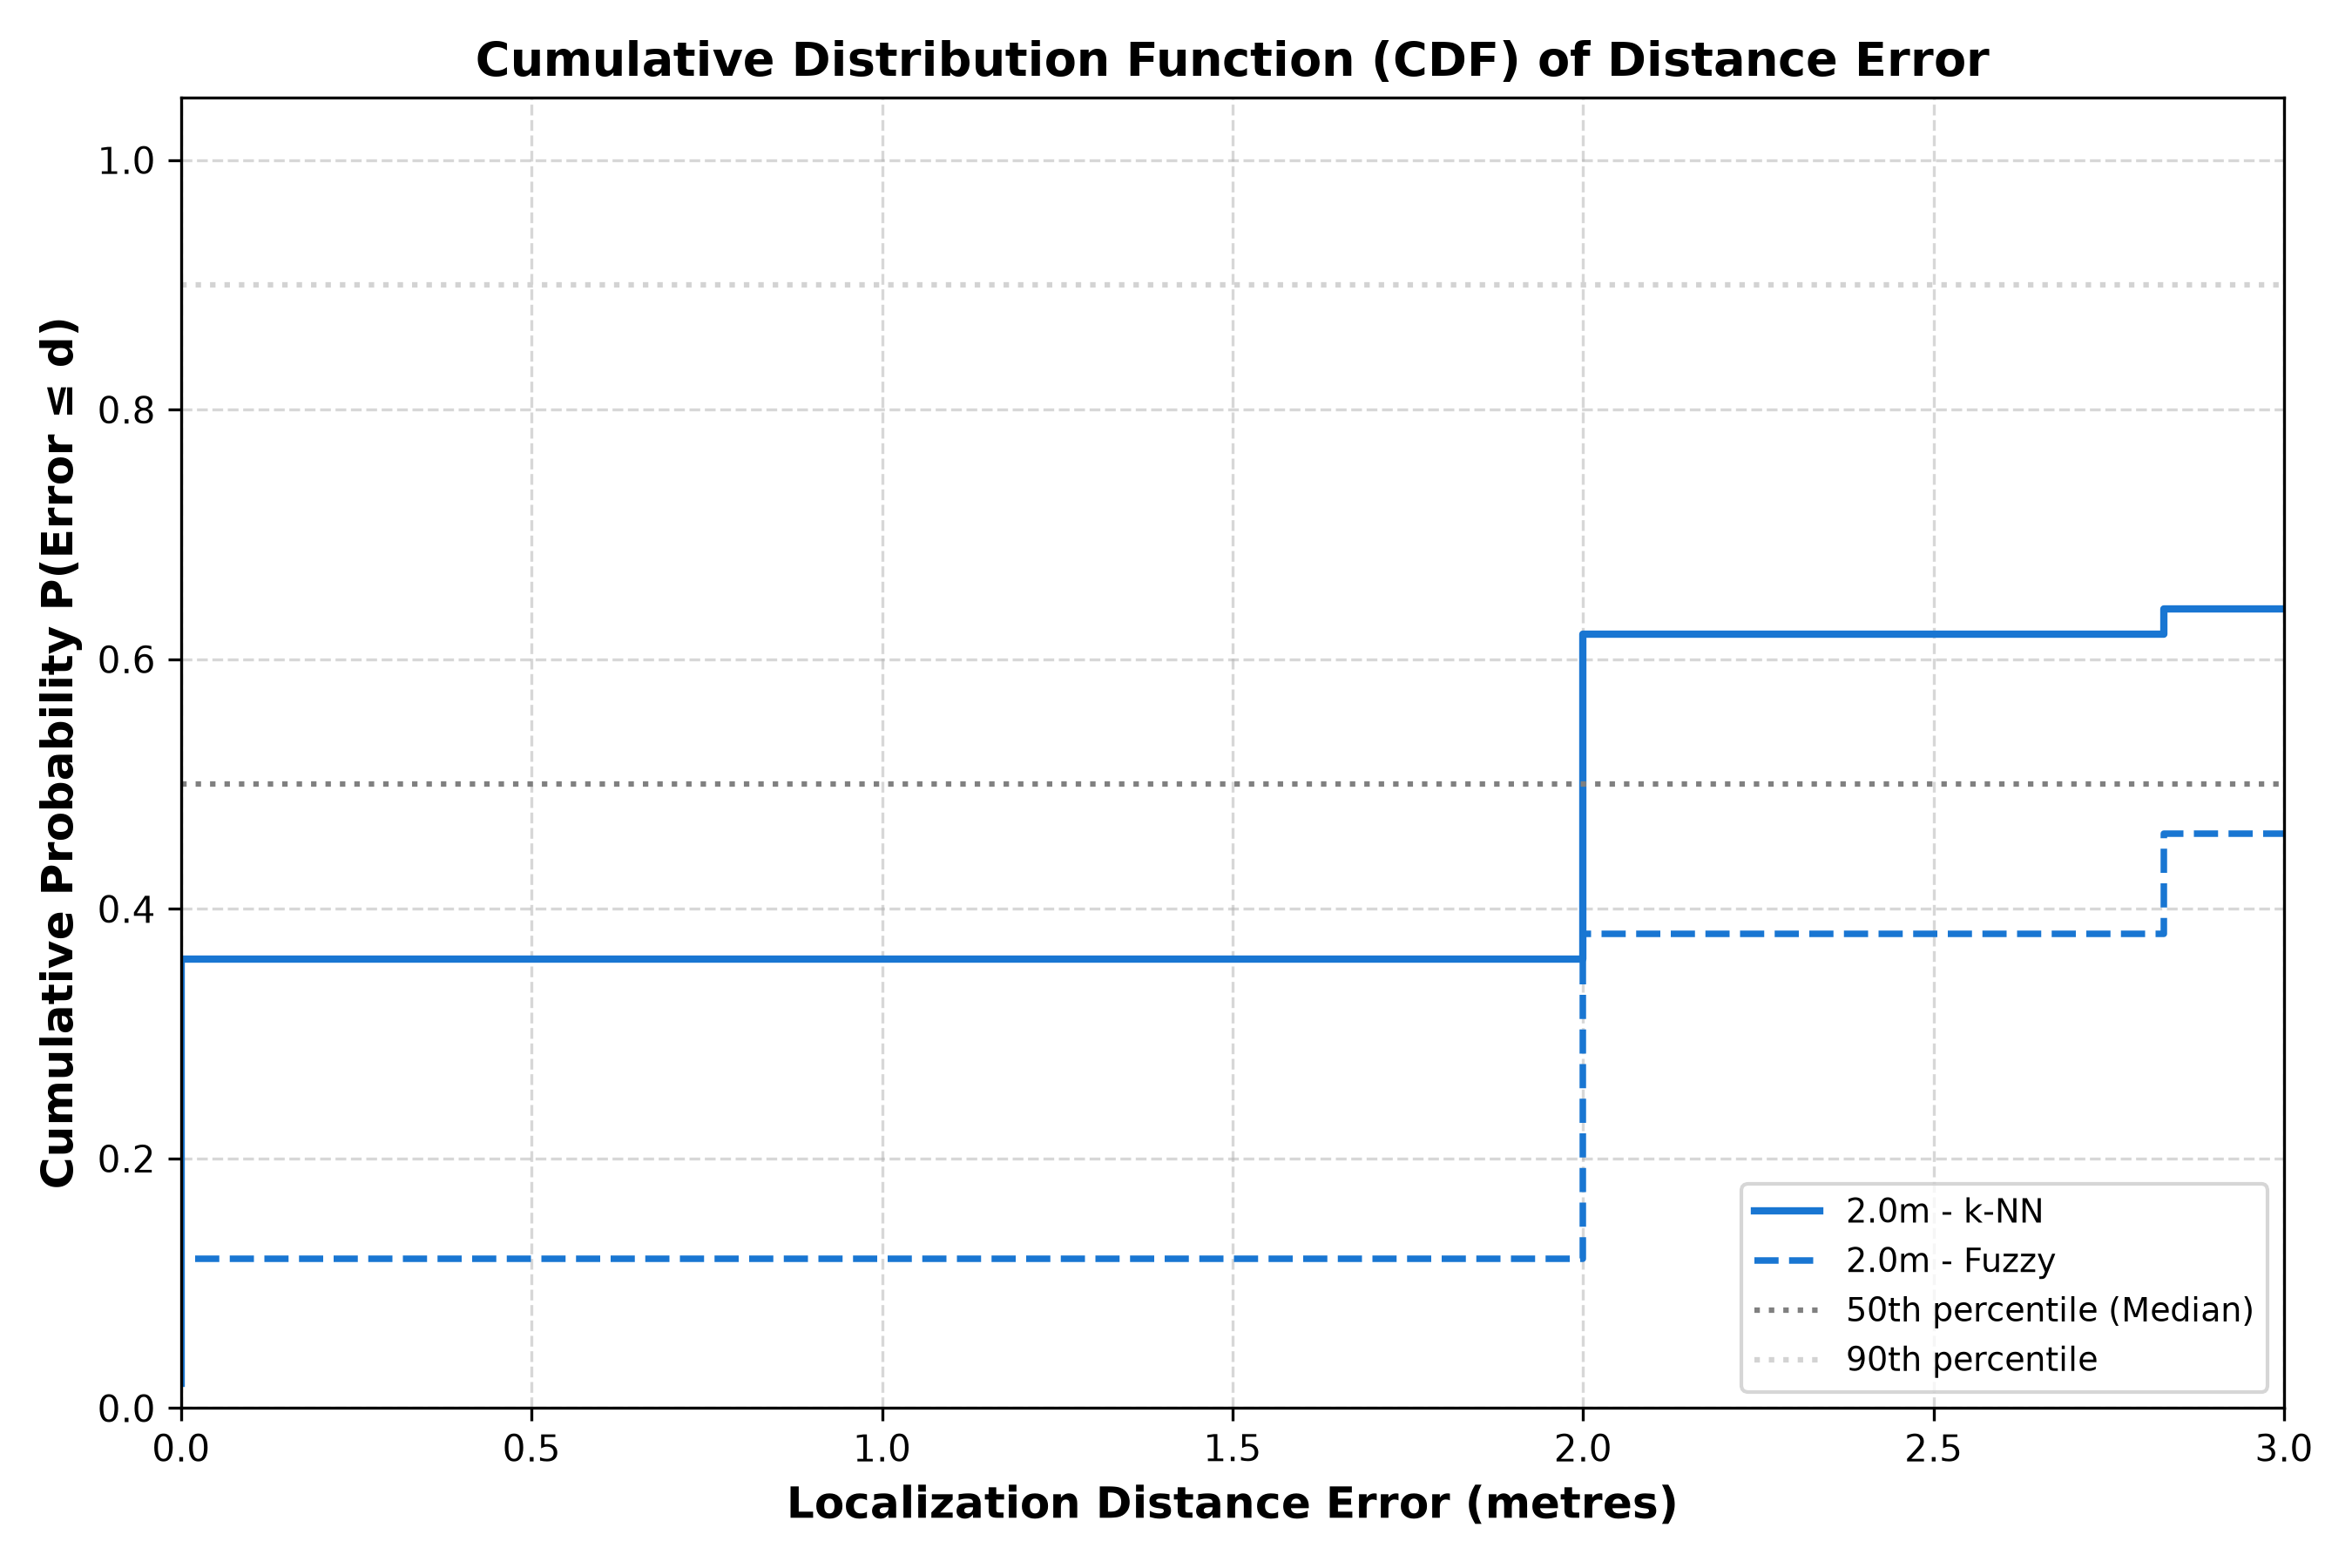 Cumulative Distribution Function (CDF) of Distance Error
Cumulative Probability P(Error ≤ d)
1.0
0.8
0.6
0.4
0.2
0.0
0.0 0.5 1.0 1.5 2.0 2.5 3.0
Localization Distance Error (metres)
2.0m - k-NN
2.0m - Fuzzy
50th percentile (Median)
90th percentile